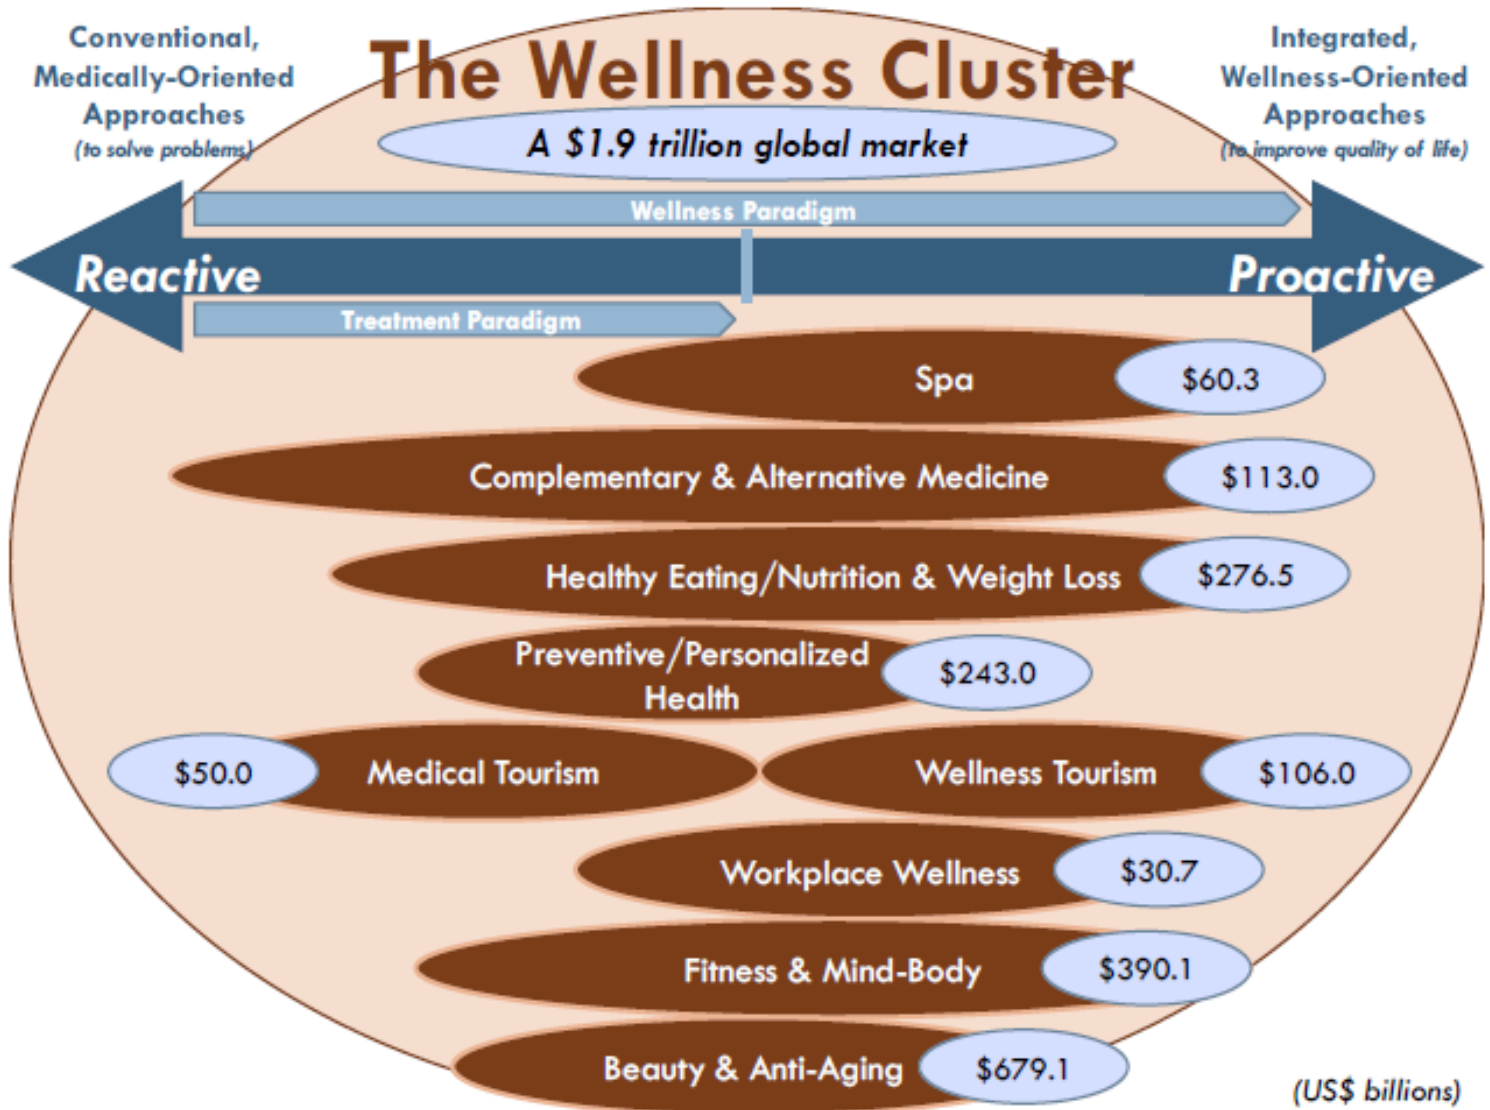 Conventional,
Medically-Oriented
Approaches
(to solve problems)
The Wellness Cluster
A $1.9 trillion global market
Integrated,
Wellness-Oriented
Approaches
(to improve quality of life)
Wellness Paradigm
Reactive
Proactive
Treatment Paradigm
Spa
$60.3
Complementary & Alternative Medicine
$113.0
Healthy Eating/Nutrition & Weight Loss
$276.5
Preventive/Personalized
Health
$243.0
$50.0
Medical Tourism
Wellness Tourism
$106.0
Workplace Wellness
$30.7
Fitness & Mind-Body
$390.1
Beauty & Anti-Aging
$679.1
(US$ billions)